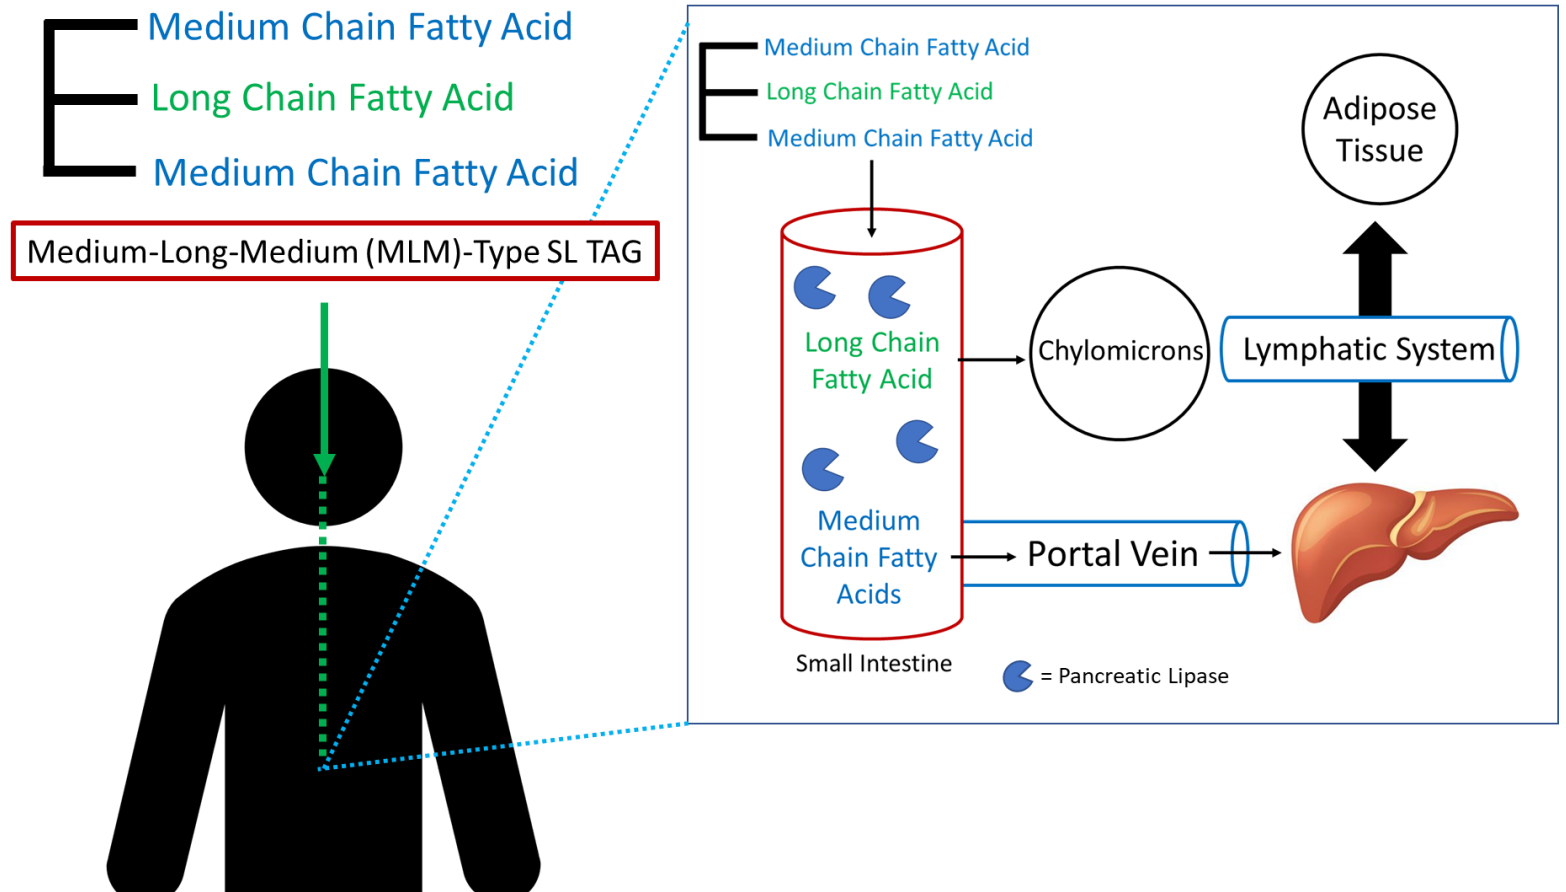 Medium Chain Fatty Acid
Long Chain Fatty Acid
Medium Chain Fatty Acid
Medium-Long-Medium (MLM)-Type SL TAG
Medium Chain Fatty Acid
Long Chain Fatty Acid
Medium Chain Fatty Acid
Long Chain
Fatty Acid
Medium
Chain Fatty
Acids
Small Intestine
Chylomicrons
Portal Vein
Adipose
Tissue
Lymphatic System
= Pancreatic Lipase